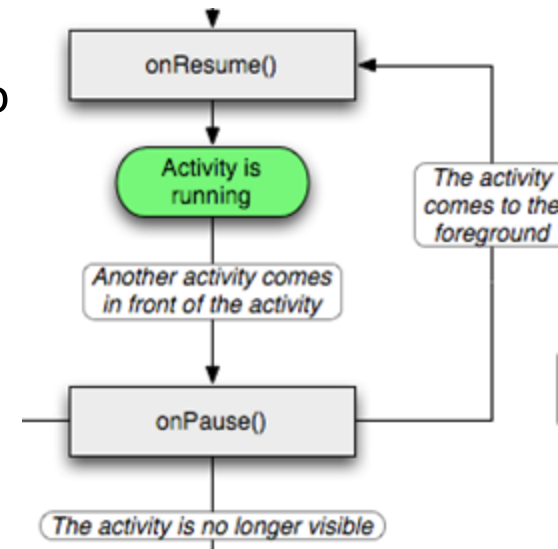 onResume()
Activity is
running
The activity
comes to the
foreground
Another activity comes
in front of the activity
onPause()
The activity is no longer visible